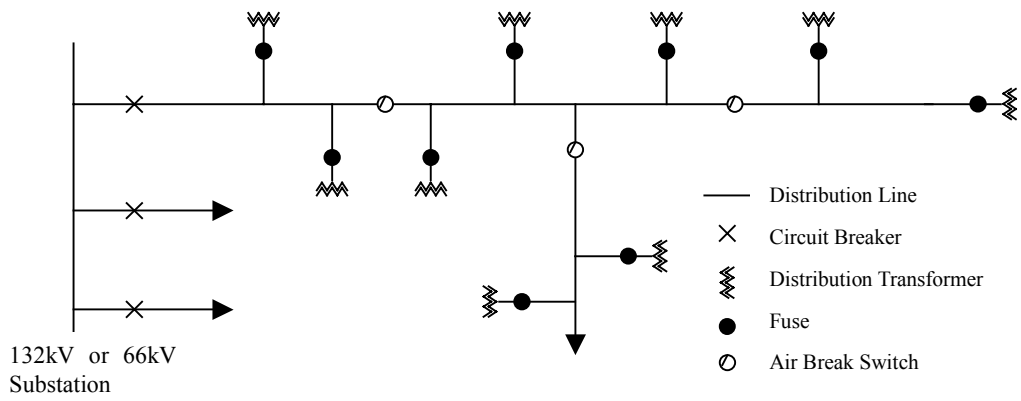 Distribution Line
Circuit Breaker
Distribution Transformer
Fuse
Air Break Switch
132kV or 66kV
Substation